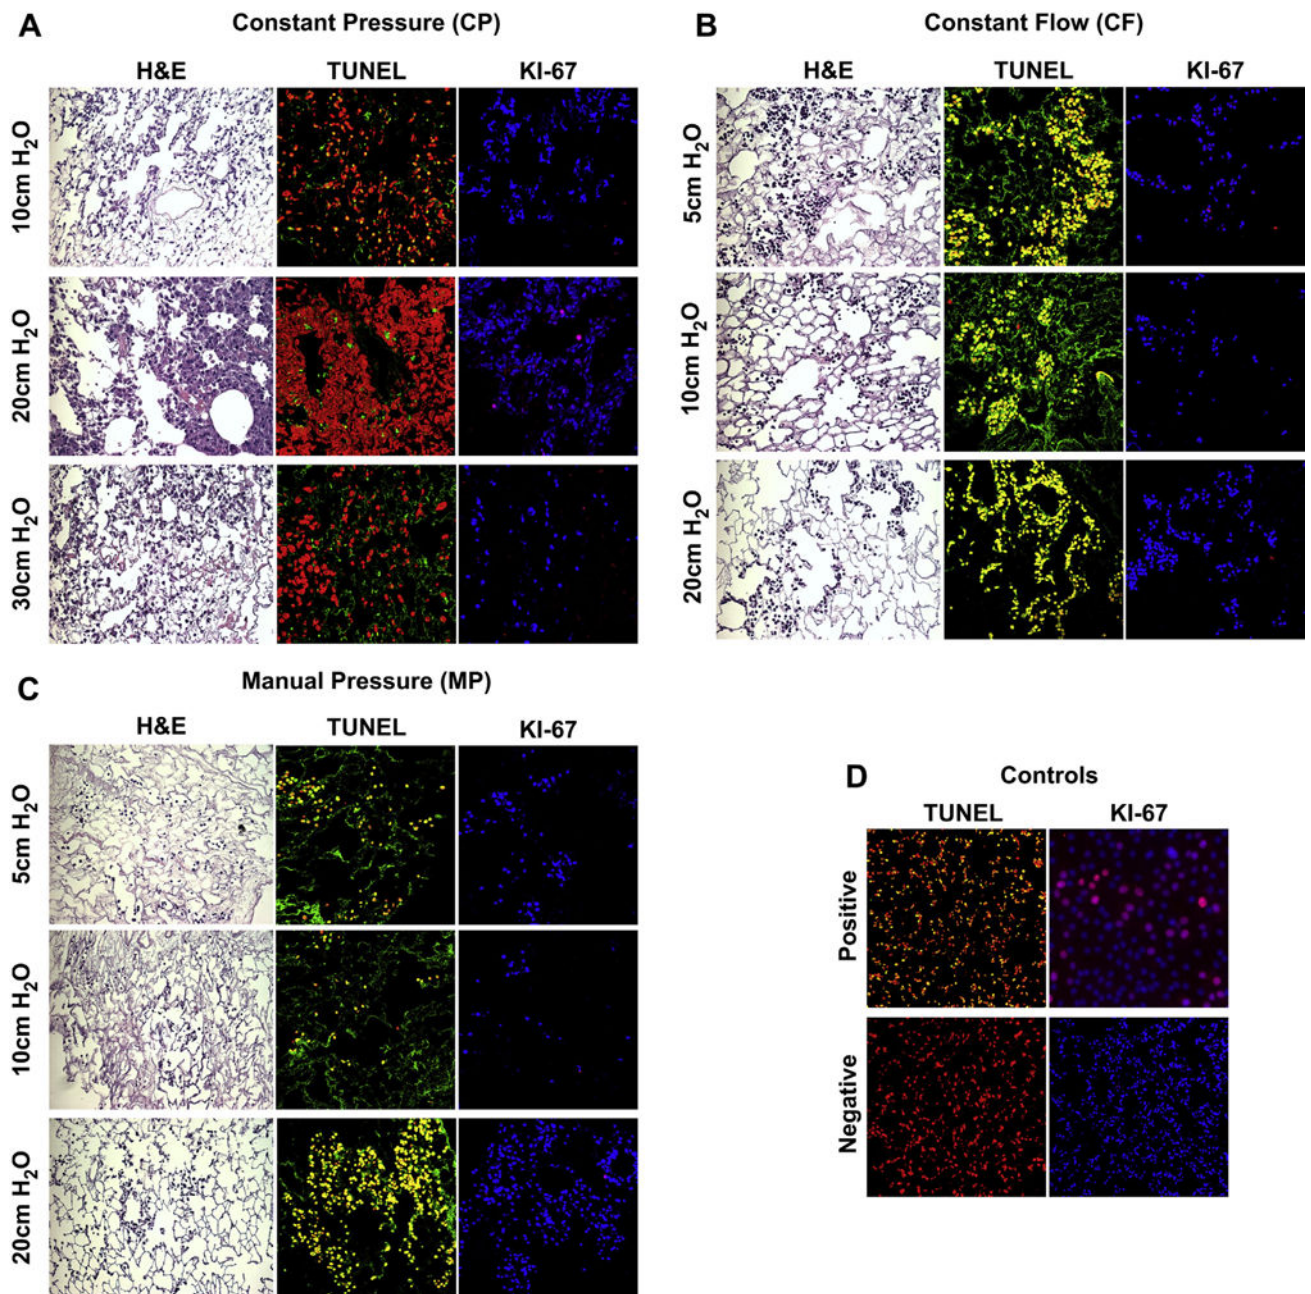 A
Constant Pressure (CP)
H&E TUNEL KI-67
10cm H₂O
20cm H₂O
30cm H₂O
B
Constant Flow (CF)
H&E TUNEL KI-67
5cm H₂O
10cm H₂O
20cm H₂O
C
Manual Pressure (MP)
H&E TUNEL KI-67
5cm H₂O
10cm H₂O
20cm H₂O
D
Controls
TUNEL KI-67
Positive
Negative